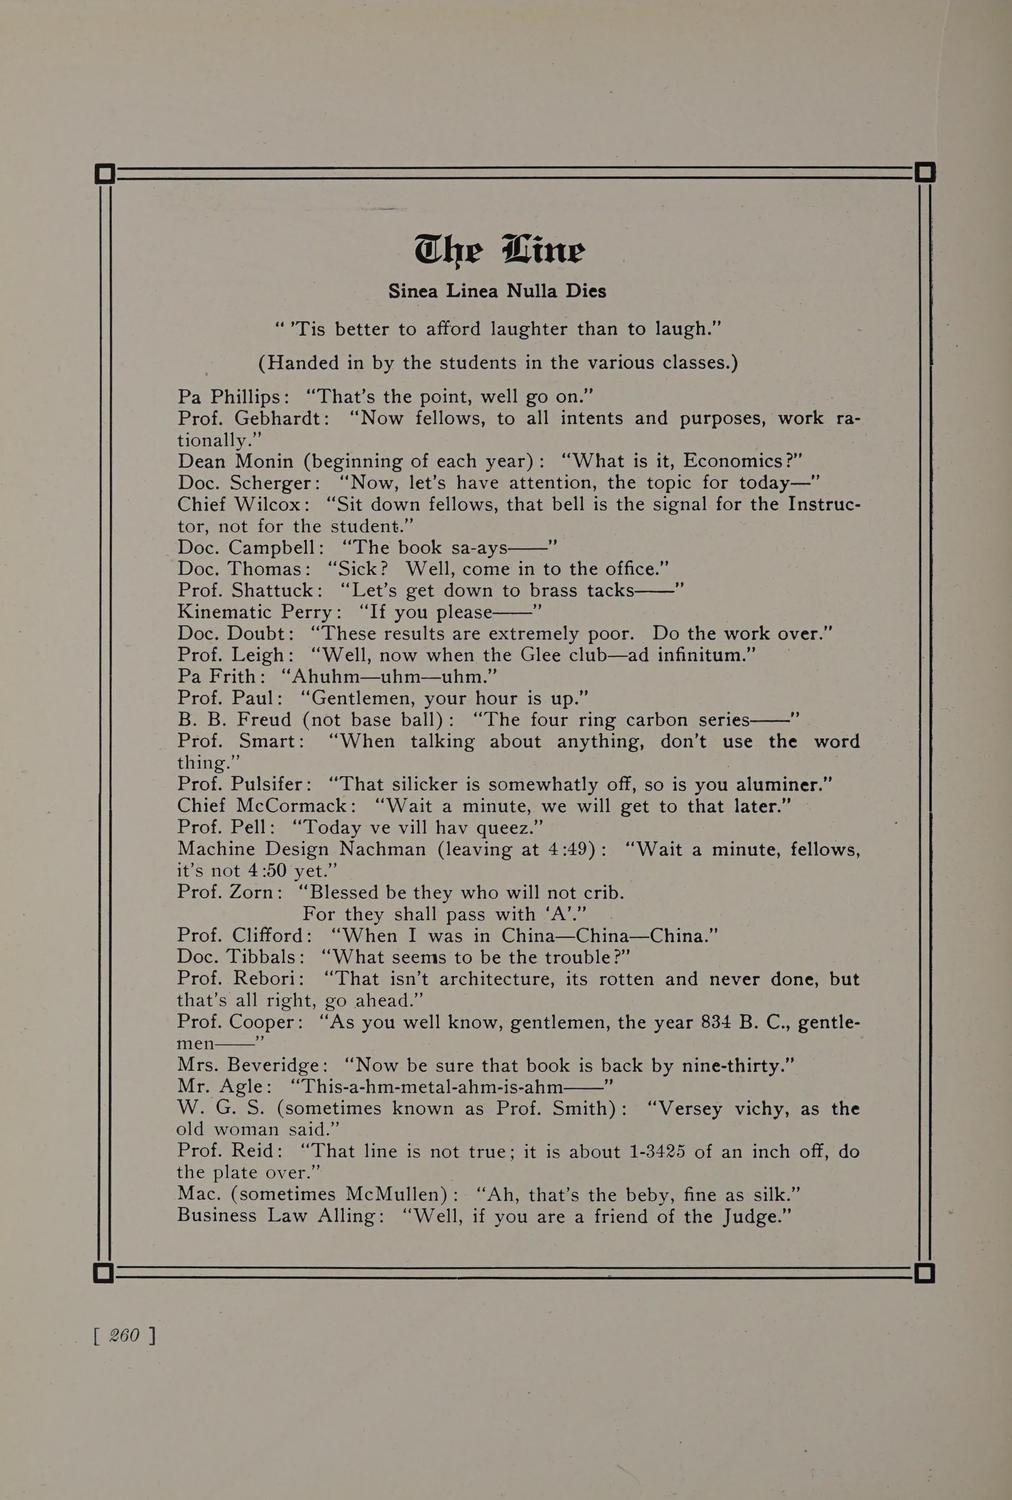 The Line
Sinea Linea Nulla Dies
“ ’Tis better to afford laughter than to laugh.”
(Handed in by the students in the various classes.)
Pa Phillips: “That’s the point, well go on.”
Prof. Gebhardt: “Now fellows, to all intents and purposes, work ra-
tionally.”
Dean Monin (beginning of each year): “What is it, Economics?”
Doc. Scherger: “Now, let’s have attention, the topic for today—”
Chief Wilcox: “Sit down fellows, that bell is the signal for the Instruc-
tor, not for the student.”
Doc. Campbell: “The book sa-ays——”
Doc. Thomas: “Sick? Well, come in to the office.”
Prof. Shattuck: “Let’s get down to brass tacks——”
Kinematic Perry: “If you please——”
Doc. Doubt: “These results are extremely poor. Do the work over.”
Prof. Leigh: “Well, now when the Glee club—ad infinitum.”
Pa Frith: “Ahuhm—uhm—uhm.”
Prof. Paul: “Gentlemen, your hour is up.”
B. B. Freud (not base ball): “The four ring carbon series——”
Prof. Smart: “When talking about anything, don’t use the word
thing.”
Prof. Pulsifer: “That silicker is somewhatly off, so is you aluminer.”
Chief McCormack: “Wait a minute, we will get to that later.”
Prof. Pell: “Today ve vill hav queez.”
Machine Design Nachman (leaving at 4:49): “Wait a minute, fellows,
it’s not 4:50 yet.”
Prof. Zorn: “Blessed be they who will not crib.
For they shall pass with ‘A’.”
Prof. Clifford: “When I was in China—China—China.”
Doc. Tibbals: “What seems to be the trouble?”
Prof. Rebori: “That isn’t architecture, its rotten and never done, but
that’s all right, go ahead.”
Prof. Cooper: “As you well know, gentlemen, the year 834 B. C., gentle-
men——”
Mrs. Beveridge: “Now be sure that book is back by nine-thirty.”
Mr. Agle: “This-a-hm-metal-ahm-is-ahm——”
W. G. S. (sometimes known as Prof. Smith): “Versey vichy, as the
old woman said.”
Prof. Reid: “That line is not true; it is about 1-3425 of an inch off, do
the plate over.”
Mac. (sometimes McMullen): “Ah, that’s the beby, fine as silk.”
Business Law Alling: “Well, if you are a friend of the Judge.”
[ 260 ]